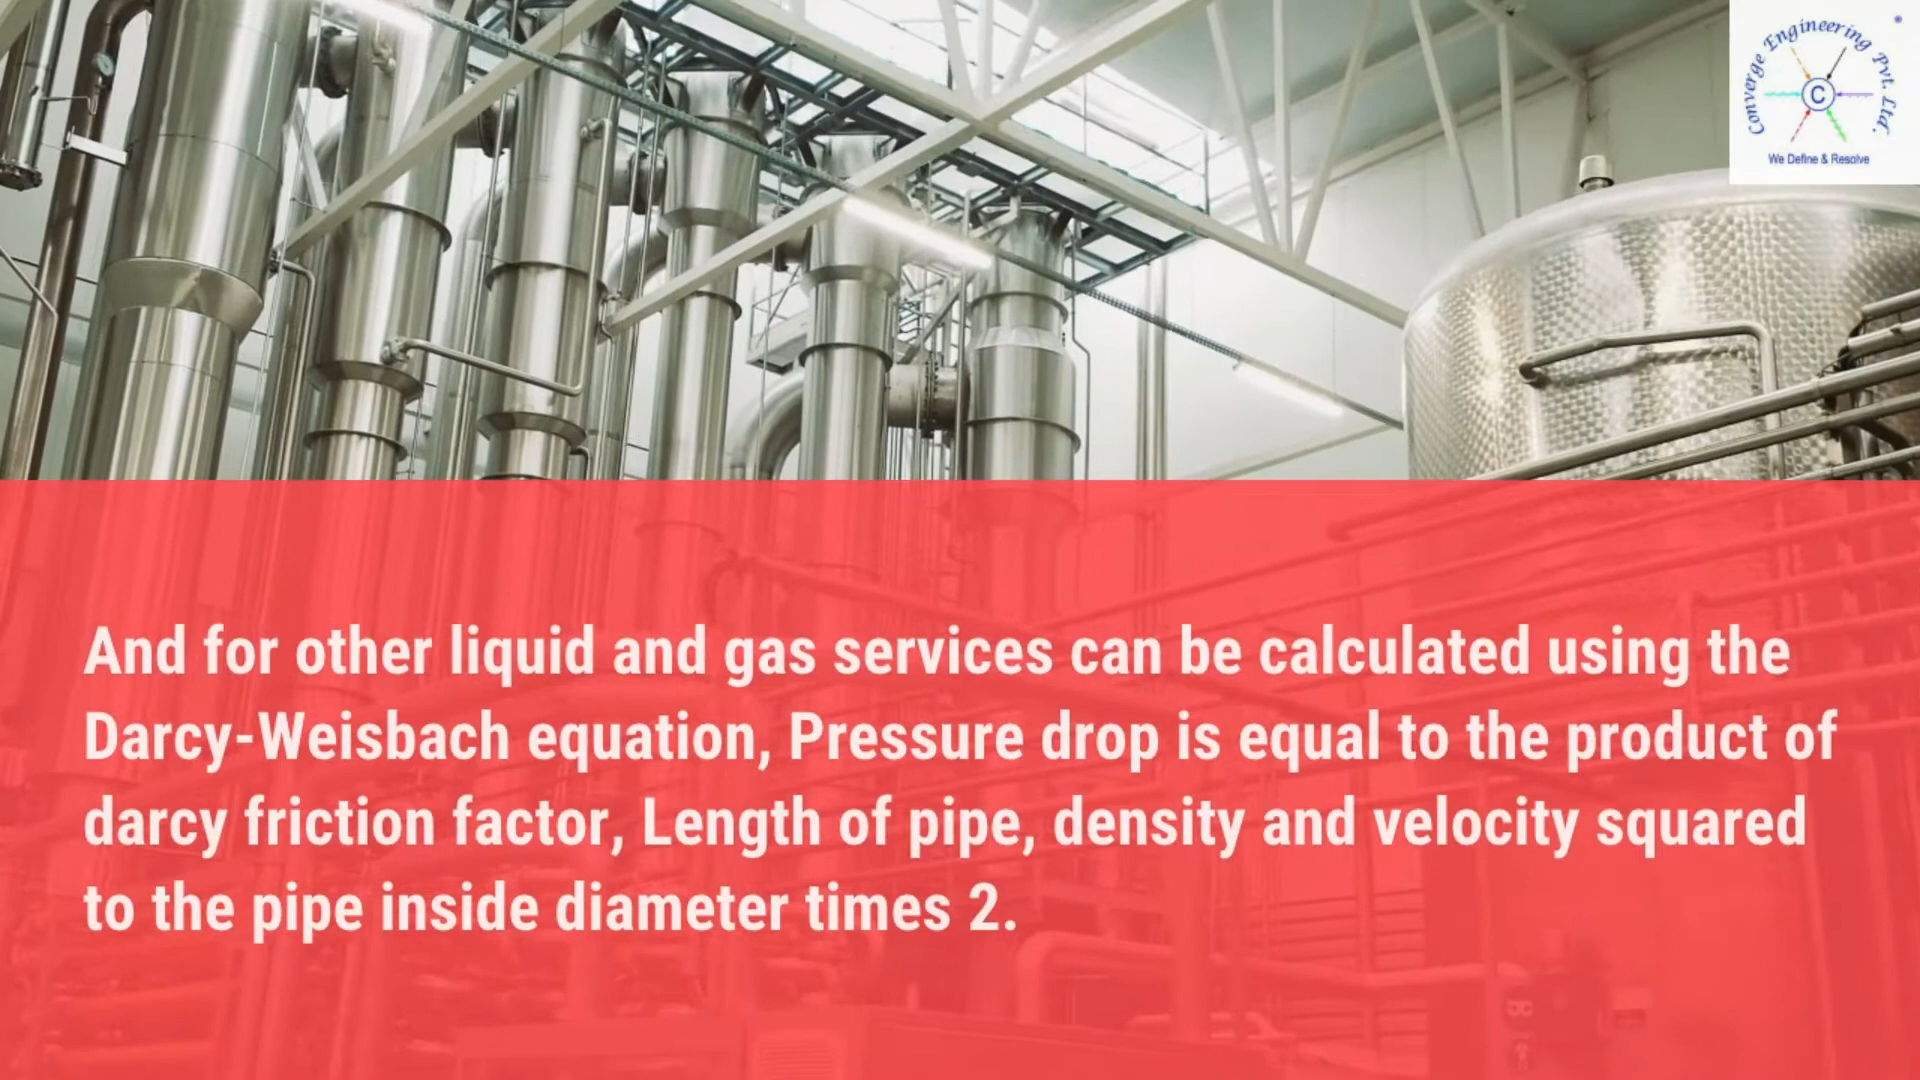 Converge Engineering Pvt. Ltd.
C
We Define & Resolve
And for other liquid and gas services can be calculated using the
Darcy-Weisbach equation, Pressure drop is equal to the product of
darcy friction factor, Length of pipe, density and velocity squared
to the pipe inside diameter times 2.